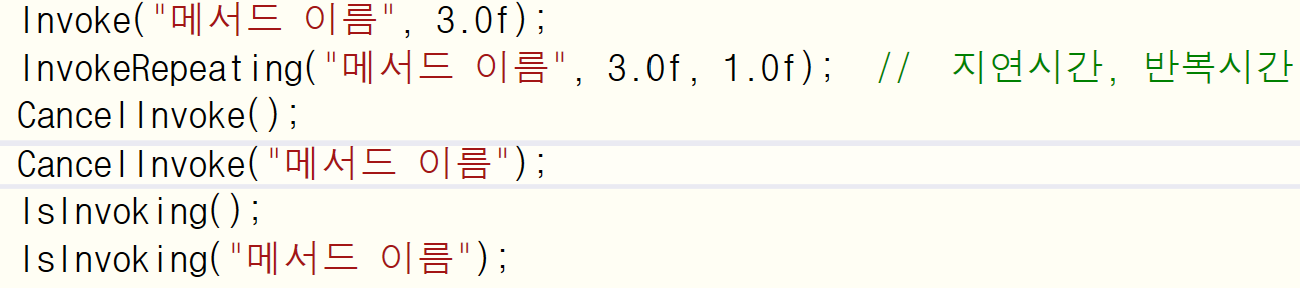 Invoke("메서드 이름", 3.0f);
InvokeRepeating("메서드 이름", 3.0f, 1.0f);  //  지연시간, 반복시간
CancelInvoke();
CancelInvoke("메서드 이름");
IsInvoking();
IsInvoking("메서드 이름");